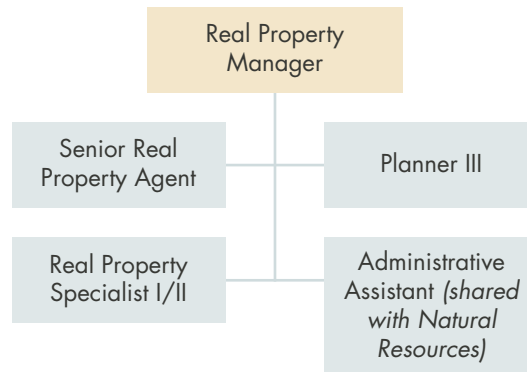 Real Property
Manager
Senior Real
Property Agent
Planner III
Real Property
Specialist I/II
Administrative
Assistant (shared
with Natural
Resources)